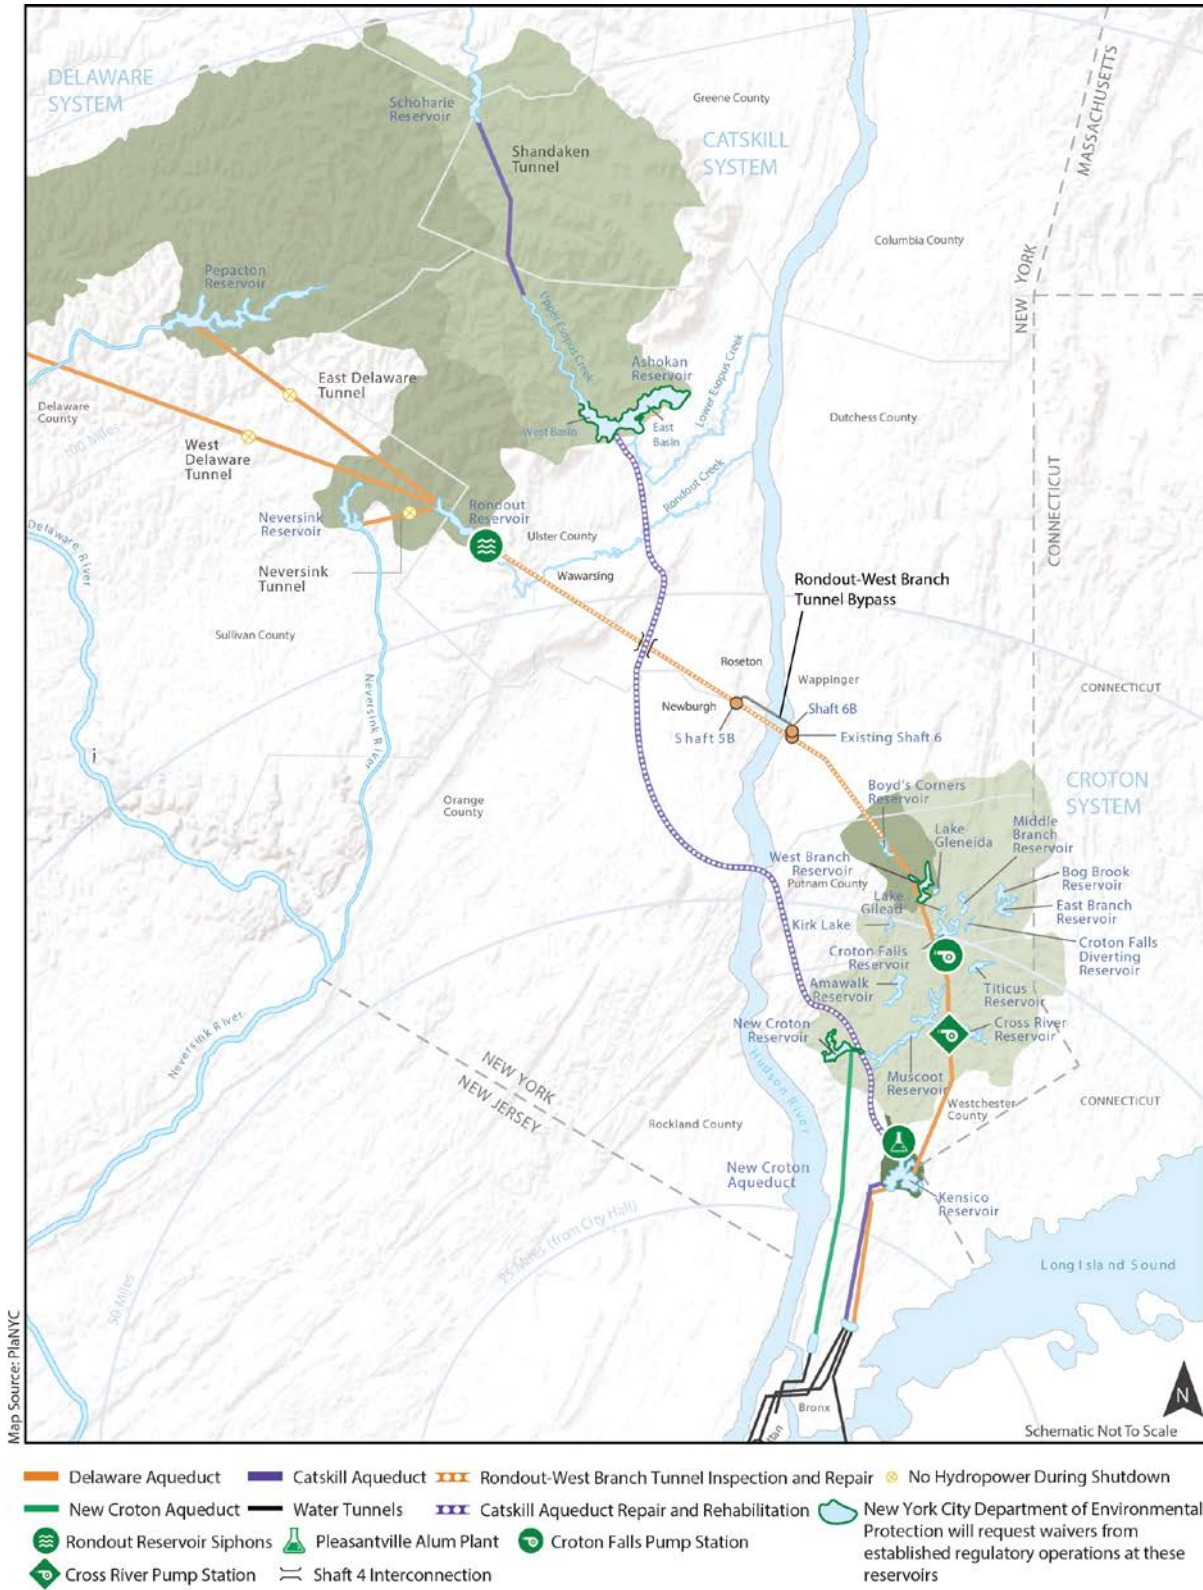 DELAWARE
SYSTEM
Schoharie
Reservoir
Greene County
MASSACHUSETTS
Shandaken
Tunnel
CATSKILL
SYSTEM
Columbia County
NEW YORK
Pepacton
Reservoir
Upper Esopus Creek
Ashokan
Reservoir
Lower Esopus Creek
East Delaware
Tunnel
Delaware
County
100 Miles
West Basin
East
Basin
Dutchess County
West
Delaware
Tunnel
Rondout Creek
CONNECTICUT
Delaware River
Neversink
Reservoir
Rondout
Reservoir
Ulster County
Neversink
Tunnel
Wawarsing
Rondout-West Branch
Tunnel Bypass
Sullivan County
Roseton
Wappinger
CONNECTICUT
Neversink River
Newburgh
Shaft 6B
Shaft 5B
Existing Shaft 6
i
CROTON
SYSTEM
Boyd's Corners
Reservoir
Orange
County
Lake
Gleneida
Middle
Branch
Reservoir
West Branch
Reservoir
Putnam County
Bog Brook
Reservoir
Lake
Gilead
East Branch
Reservoir
Kirk Lake
Croton Falls
Reservoir
Croton Falls
Diverting
Reservoir
Amawalk
Reservoir
Titicus
Reservoir
New Croton
Reservoir
Cross River
Reservoir
Neversink River
Hudson River
NEW YORK
NEW JERSEY
Muscoot
Reservoir
Westchester
County
CONNECTICUT
Rockland County
New Croton
Aqueduct
Kensico
Reservoir
25 Miles (from City Hall)
50 Miles
Long Island Sound
Map Source: PlaNYC
N
Bronx
ttan
Schematic Not To Scale
Delaware Aqueduct Catskill Aqueduct Rondout-West Branch Tunnel Inspection and Repair No Hydropower During Shutdown
New Croton Aqueduct Water Tunnels Catskill Aqueduct Repair and Rehabilitation New York City Department of Environmental
Protection will request waivers from
established regulatory operations at these
reservoirs
Rondout Reservoir Siphons Pleasantville Alum Plant Croton Falls Pump Station
Cross River Pump Station Shaft 4 Interconnection